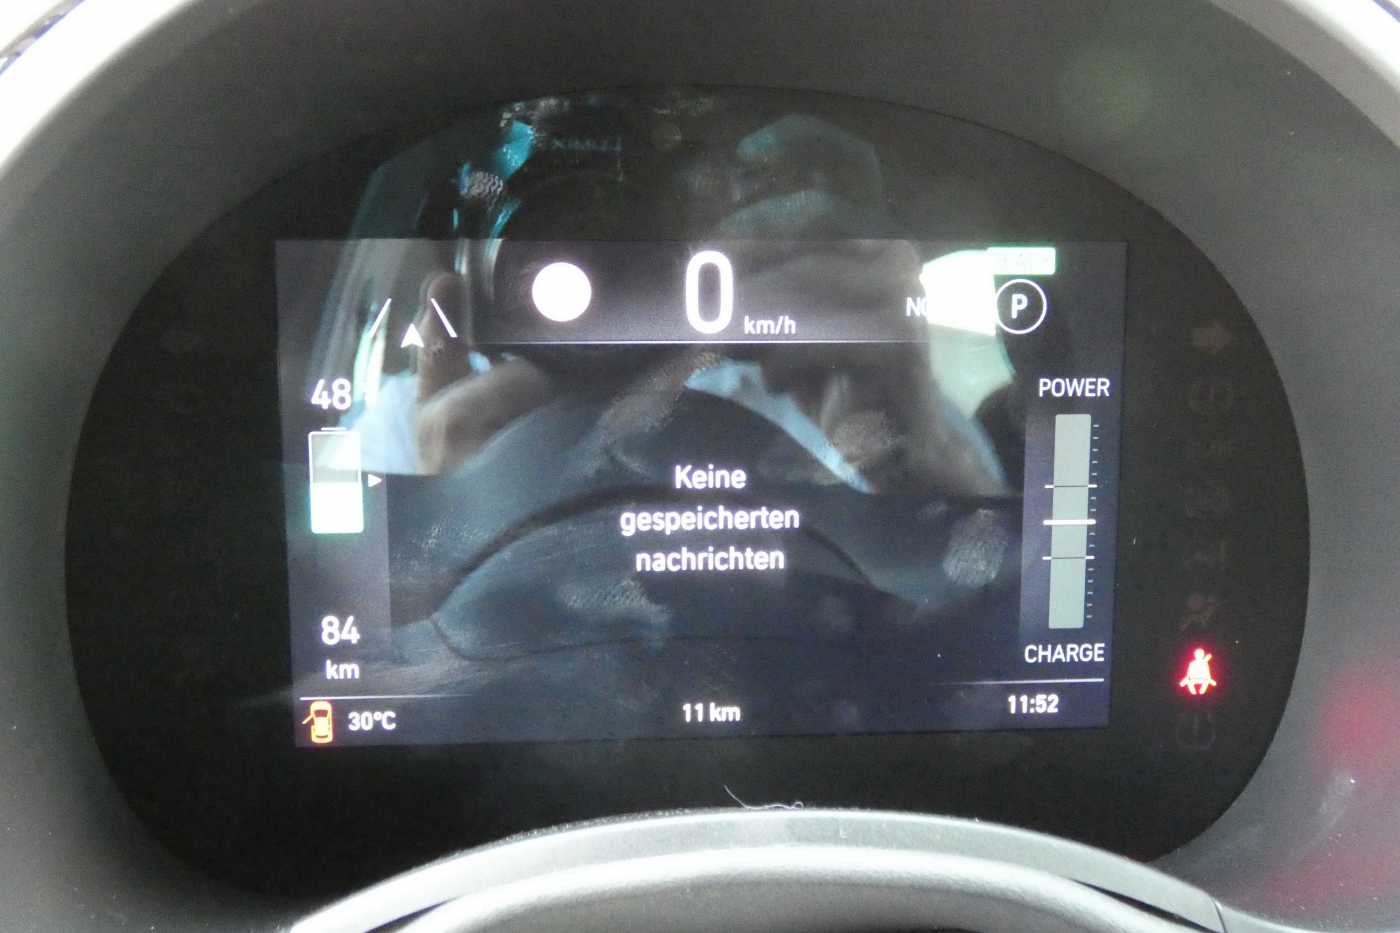 0
km/h
P
48
POWER
Keine
gespeicherten
nachrichten
84
km
CHARGE
30°C
11 km
11:52